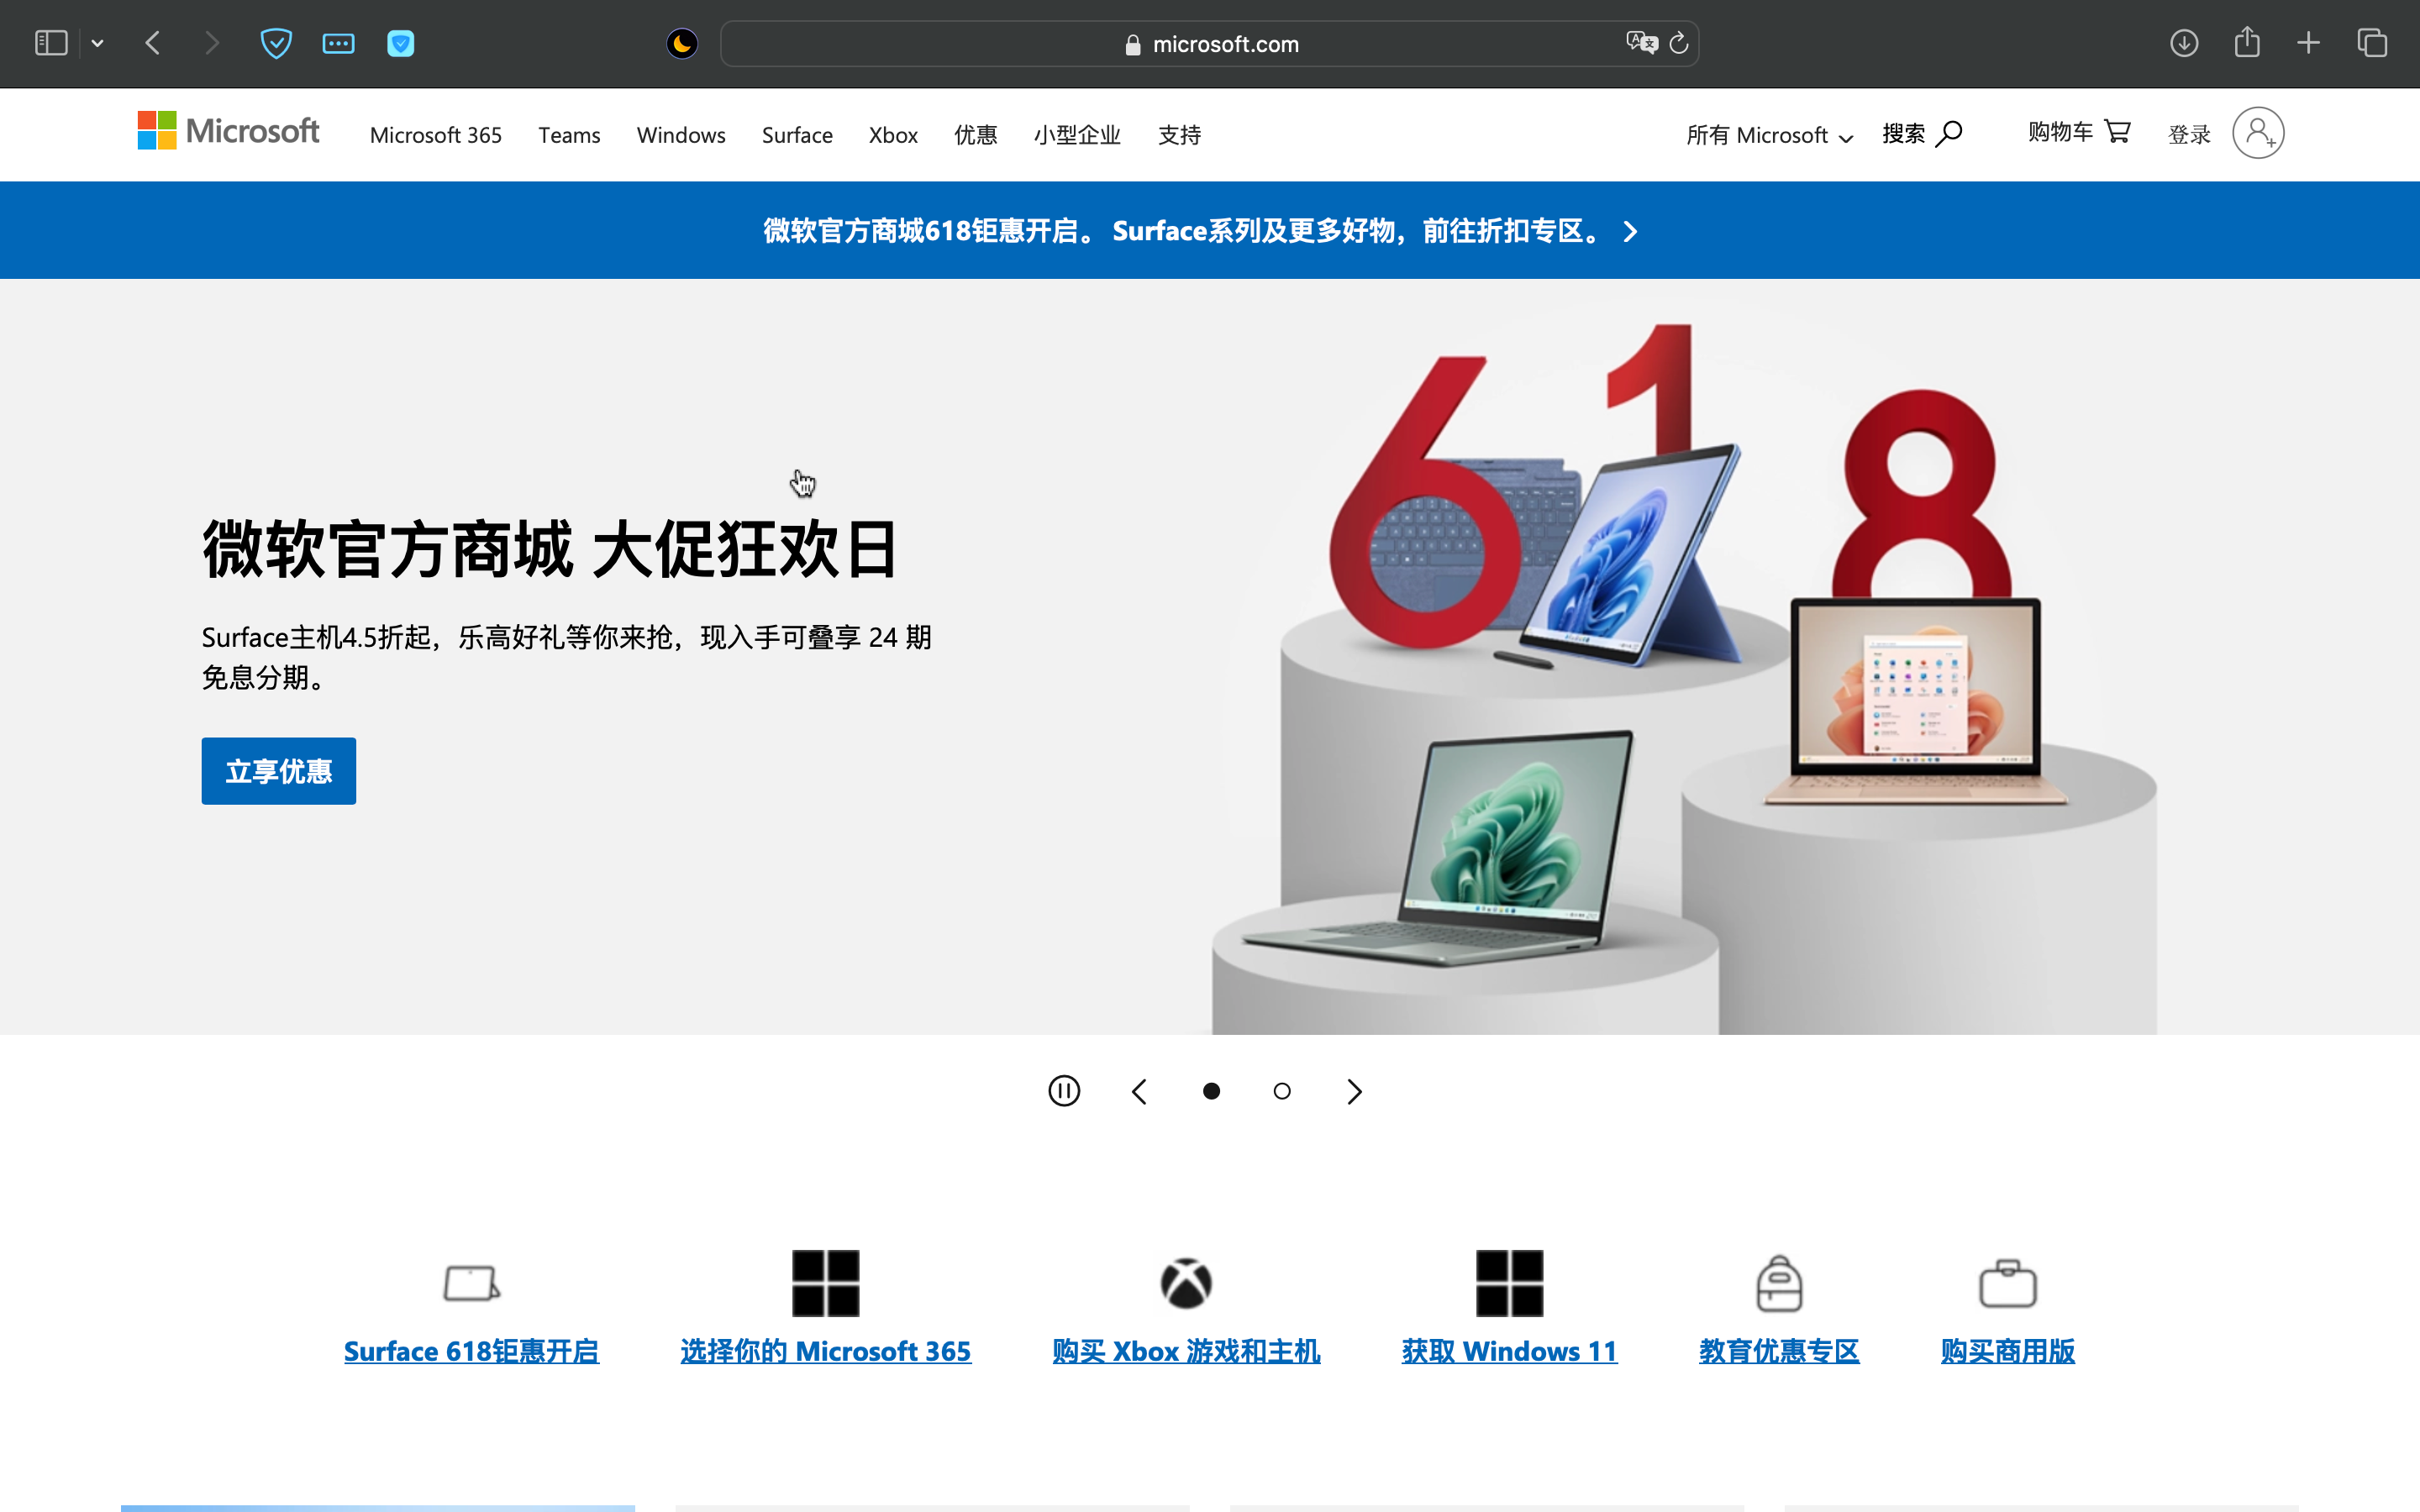 microsoft.com
Microsoft
Microsoft 365
Teams
Windows
Surface
Xbox
优惠
小型企业
支持
所有 Microsoft
搜索
购物车
登录
微软官方商城618钜惠开启。 Surface系列及更多好物，前往折扣专区。
618
微软官方商城 大促狂欢日
Surface主机4.5折起，乐高好礼等你来抢，现入手可叠享 24 期
免息分期。
立享优惠
Surface 618钜惠开启
选择你的 Microsoft 365
购买 Xbox 游戏和主机
获取 Windows 11
教育优惠专区
购买商用版